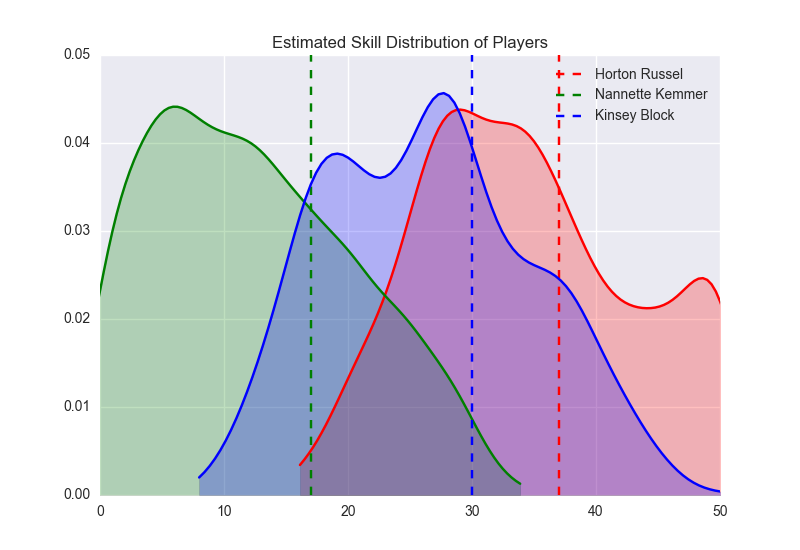 Estimated Skill Distribution of Players
Horton Russel
Nannette Kemmer
Kinsey Block
0.05
0.04
0.03
0.02
0.01
0.00
0 10 20 30 40 50